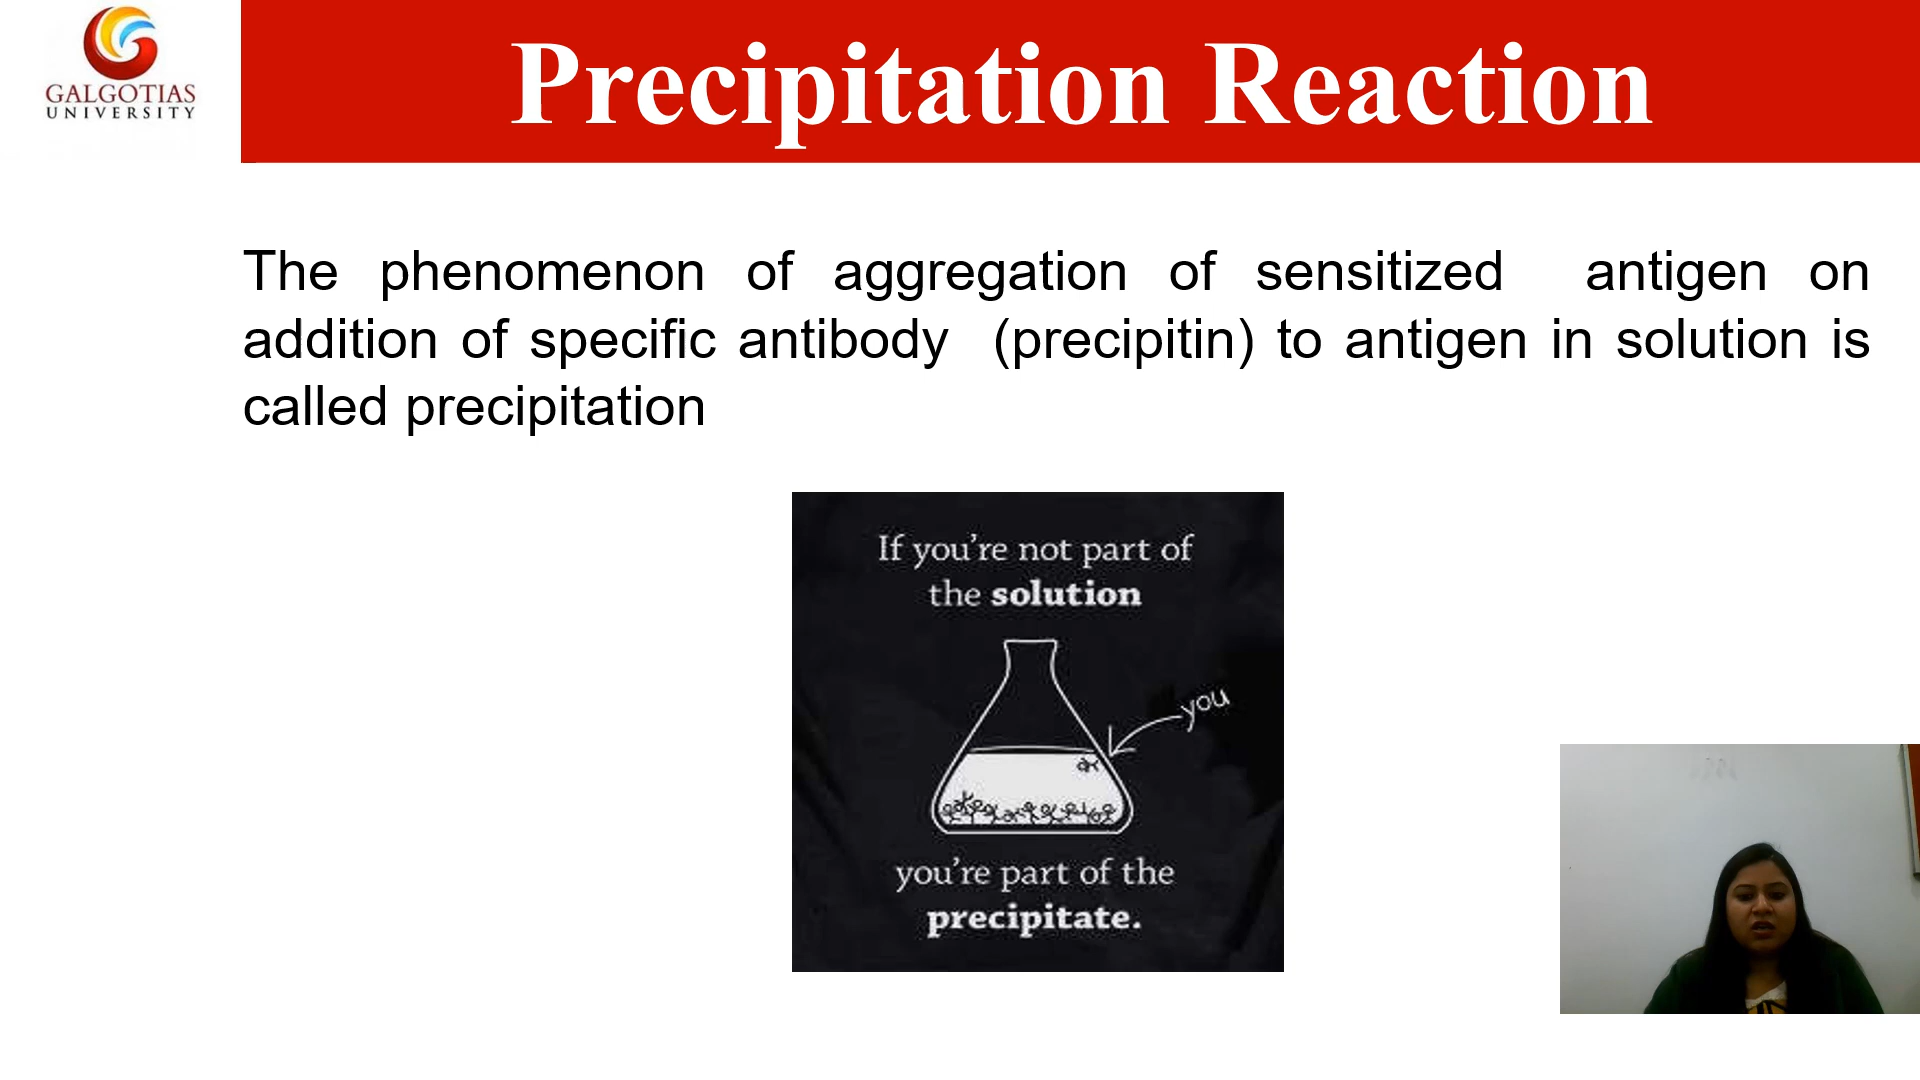 GALGOTIAS
UNIVERSITY
Precipitation Reaction
The phenomenon of aggregation of sensitized antigen on
addition of specific antibody (precipitin) to antigen in solution is
called precipitation
If you're not part of
the solution
you
you're part of the
precipitate.